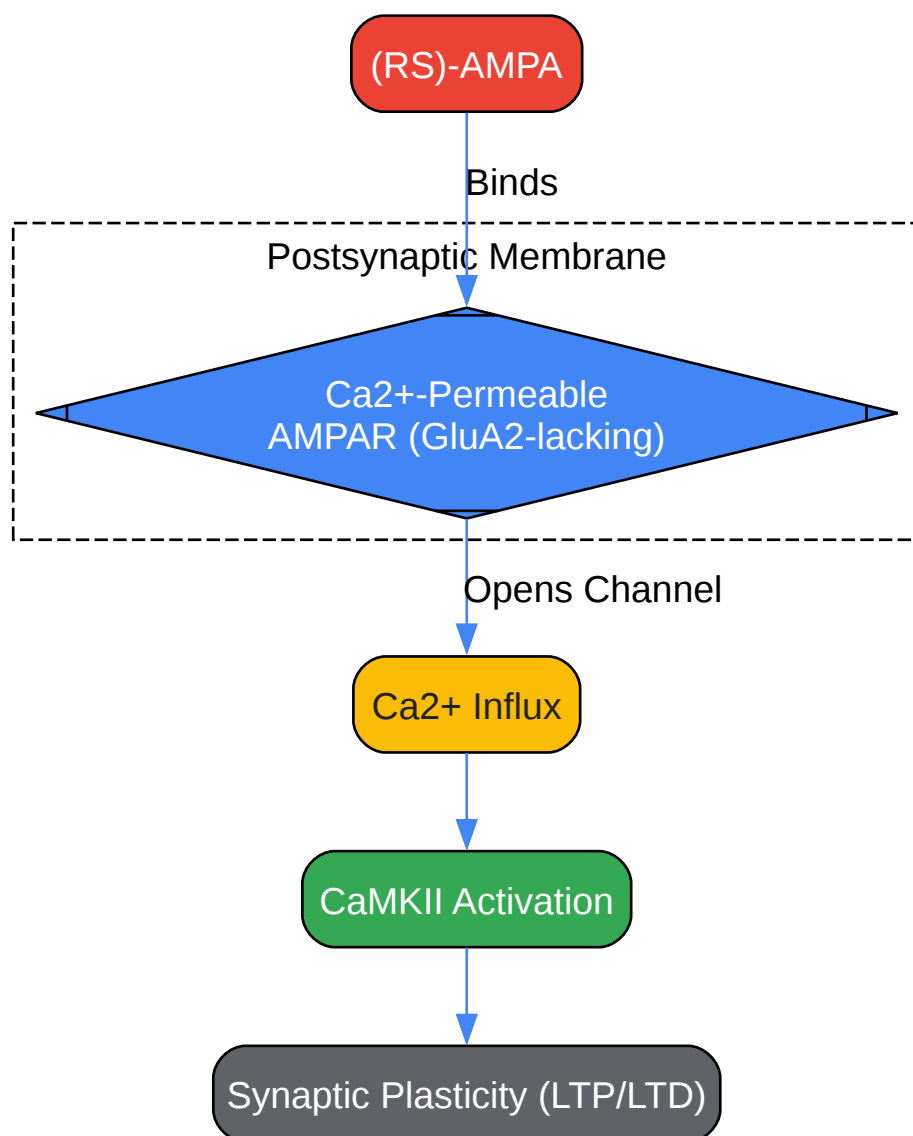 (RS)-AMPA
Binds
Postsynaptic Membrane
Ca2+-Permeable
AMPAR (GluA2-lacking)
Opens Channel
Ca2+ Influx
CaMKII Activation
Synaptic Plasticity (LTP/LTD)